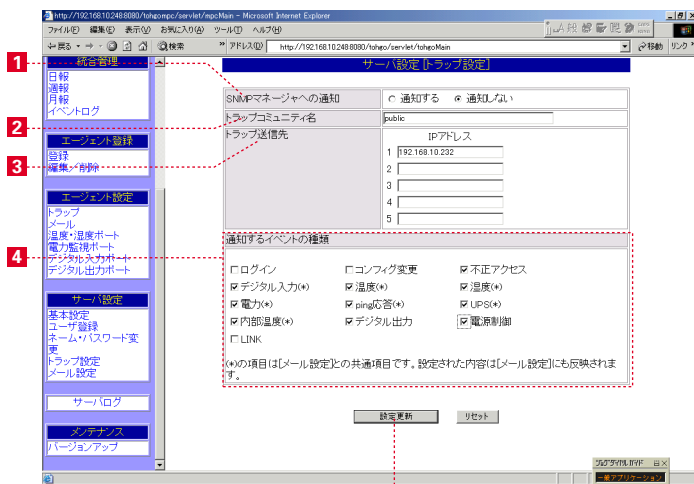 http://192.168.10.248:8080/tohgompc/servlet/mpcMain - Microsoft Internet Explorer
ファイル(F) 編集(E) 表示(V) お気に入り(A) ツール(T) ヘルプ(H)
戻る 検索 アドレス(D) http://192.168.10.248:8080/tohgo/servlet/tohgoMain 移動 リンク
1
2
3
4
統合管理
日報
週報
月報
イベントログ
エージェント登録
登録
編集/削除
エージェント設定
トラップ
メール
温度・湿度ポート
電力監視ポート
デジタル入力ポート
デジタル出力ポート
サーバ設定
基本設定
ユーザ登録
ネーム・パスワード変
更
トラップ設定
メール設定
サーバログ
メンテナンス
バージョンアップ
サーバ設定 [トラップ設定]
SNMPマネージャへの通知 通知する 通知しない
トラップコミュニティ名 public
トラップ送信先 IPアドレス
1 192.168.10.232
2
3
4
5
通知するイベントの種類
ログイン コンフィグ変更 不正アクセス
デジタル入力(*) 温度(*) 湿度(*)
電力(*) ping応答(*) UPS(*)
内部温度(*) デジタル出力 電源制御
LINK
(*)の項目は[メール設定]との共通項目です。設定された内容は[メール設定]にも反映されま
す。
設定更新 リセット
一般アプリケーション